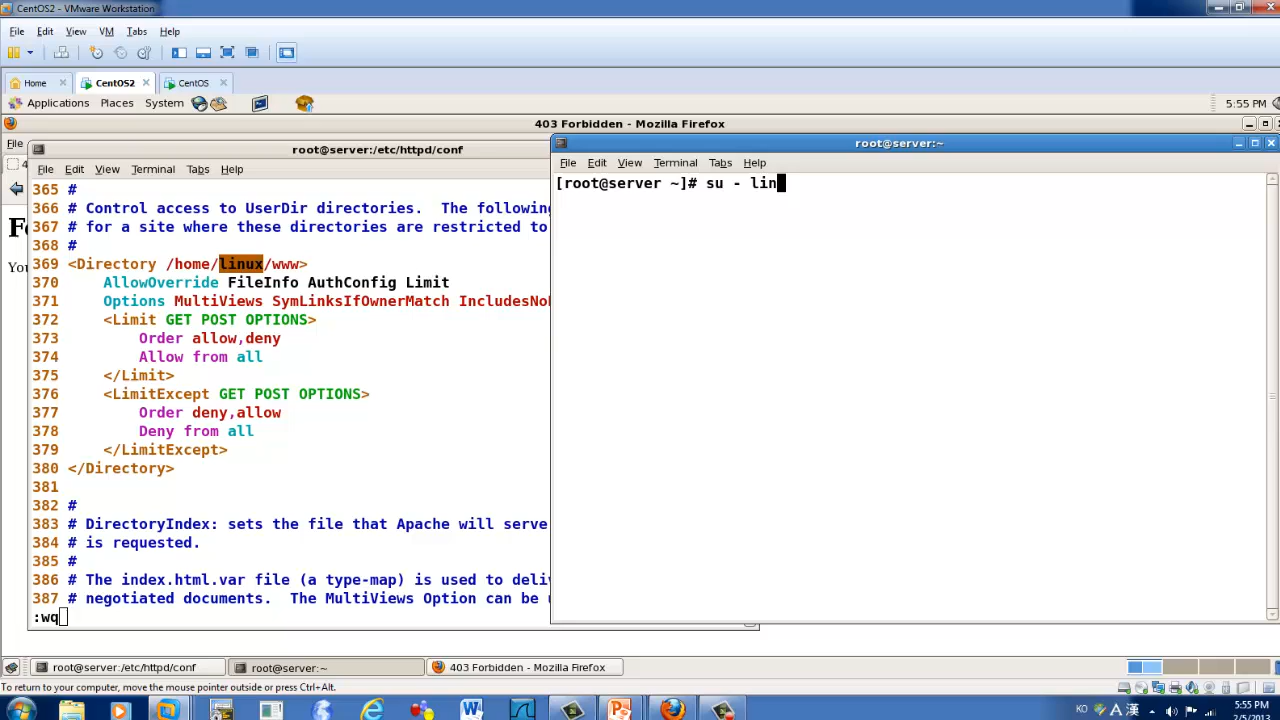 CentOS2 - VMware Workstation
File Edit View VM Tabs Help
Home CentOS2 CentOS
Applications Places System 5:55 PM
403 Forbidden - Mozilla Firefox
File
root@server:/etc/httpd/conf
File Edit View Terminal Tabs Help
365 #
366 # Control access to UserDir directories. The following
367 # for a site where these directories are restricted to
368 #
369 <Directory /home/linux/www>
370 AllowOverride FileInfo AuthConfig Limit
371 Options MultiViews SymLinksIfOwnerMatch IncludesNo
372 <Limit GET POST OPTIONS>
373 Order allow,deny
374 Allow from all
375 </Limit>
376 <LimitExcept GET POST OPTIONS>
377 Order deny,allow
378 Deny from all
379 </LimitExcept>
380 </Directory>
381
382 #
383 # DirectoryIndex: sets the file that Apache will serve
384 # is requested.
385 #
386 # The index.html.var file (a type-map) is used to deli
387 # negotiated documents. The MultiViews Option can be
:wq
root@server:~
File Edit View Terminal Tabs Help
[root@server ~]# su - lin
root@server:/etc/httpd/conf root@server:~ 403 Forbidden - Mozilla Firefox
To return to your computer, move the mouse pointer outside or press Ctrl+Alt.
KO A 漢 5:55 PM
2/5/2013